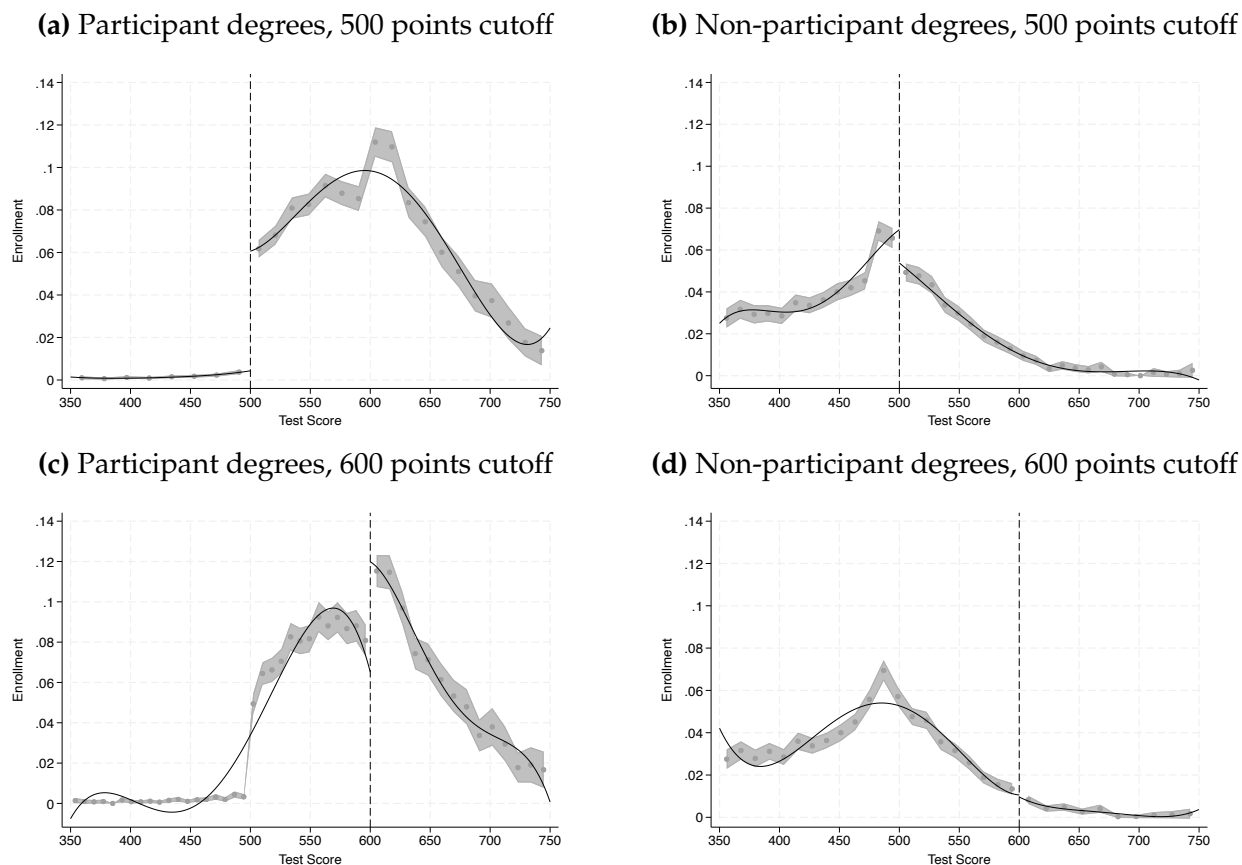 (a) Participant degrees, 500 points cutoff
(b) Non-participant degrees, 500 points cutoff
.14
.12
.1
.08
.06
.04
.02
0
Enrollment
350 400 450 500 550 600 650 700 750
Test Score
.14
.12
.1
.08
.06
.04
.02
0
Enrollment
350 400 450 500 550 600 650 700 750
Test Score
(c) Participant degrees, 600 points cutoff
(d) Non-participant degrees, 600 points cutoff
.14
.12
.1
.08
.06
.04
.02
0
Enrollment
350 400 450 500 550 600 650 700 750
Test Score
.14
.12
.1
.08
.06
.04
.02
0
Enrollment
350 400 450 500 550 600 650 700 750
Test Score